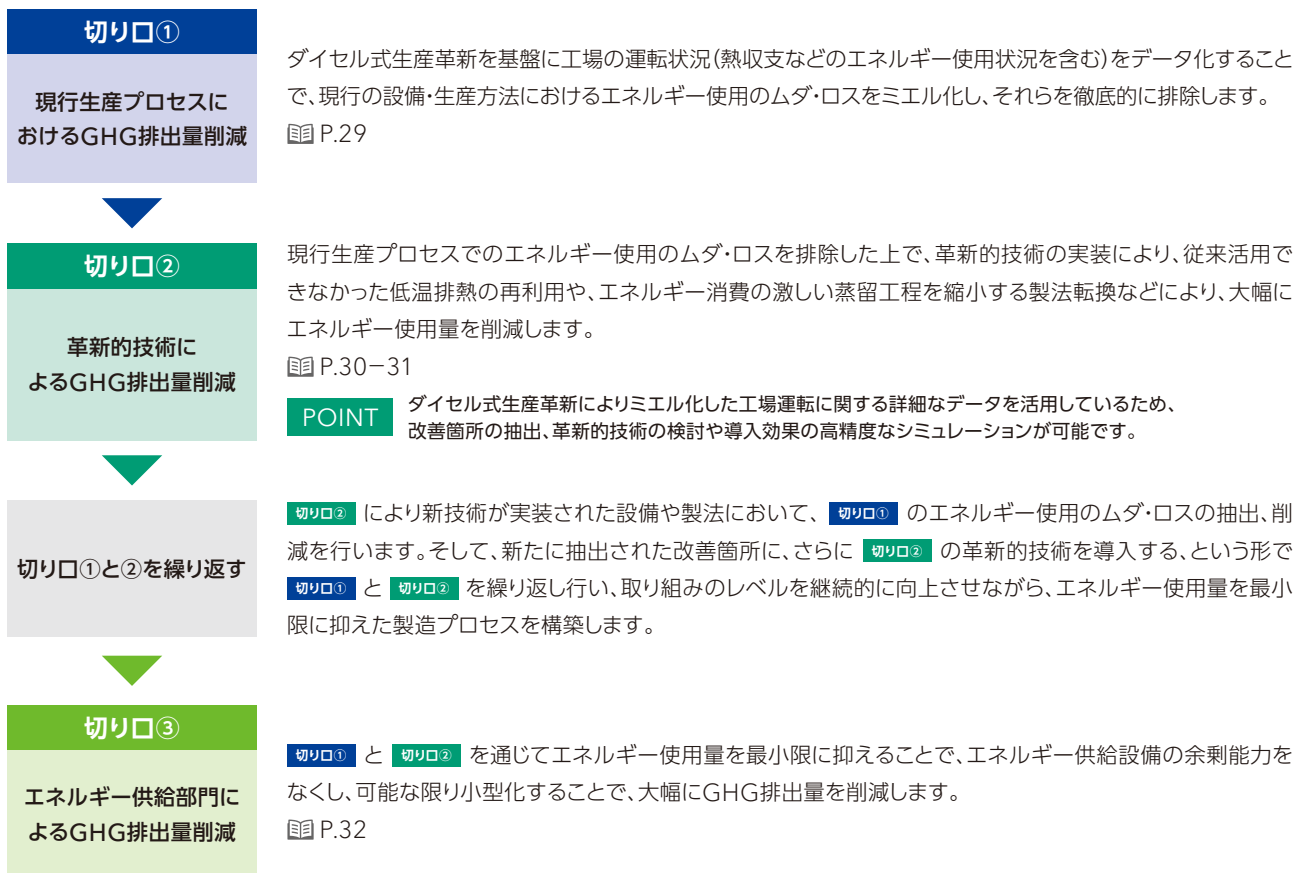 切り口①
現行生産プロセスに
おけるGHG排出量削減
ダイセル式生産革新を基盤に工場の運転状況(熱収支などのエネルギー使用状況を含む)をデータ化すること
で、現行の設備・生産方法におけるエネルギー使用のムダ・ロスをミエル化し、それらを徹底的に排除します。
P.29
切り口②
革新的技術に
よるGHG排出量削減
現行生産プロセスでのエネルギー使用のムダ・ロスを排除した上で、革新的技術の実装により、従来活用で
きなかった低温排熱の再利用や、エネルギー消費の激しい蒸留工程を縮小する製法転換などにより、大幅に
エネルギー使用量を削減します。
P.30−31
POINT
ダイセル式生産革新によりミエル化した工場運転に関する詳細なデータを活用しているため、
改善箇所の抽出、革新的技術の検討や導入効果の高精度なシミュレーションが可能です。
切り口①と②を繰り返す
切り口② により新技術が実装された設備や製法において、 切り口① のエネルギー使用のムダ・ロスの抽出、削
減を行います。そして、新たに抽出された改善箇所に、さらに 切り口② の革新的技術を導入する、という形で
切り口① と 切り口② を繰り返し行い、取り組みのレベルを継続的に向上させながら、エネルギー使用量を最小
限に抑えた製造プロセスを構築します。
切り口③
エネルギー供給部門に
よるGHG排出量削減
切り口① と 切り口② を通じてエネルギー使用量を最小限に抑えることで、エネルギー供給設備の余剰能力を
なくし、可能な限り小型化することで、大幅にGHG排出量を削減します。
P.32